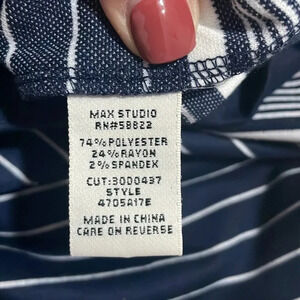 MAX STUDIO
RN#58822
74%POLYESTER
24%RAYON
2%SPANDEX
CUT:30D0437
STYLE
4705A17E
MADE IN CHINA
CARE ON REVERSE